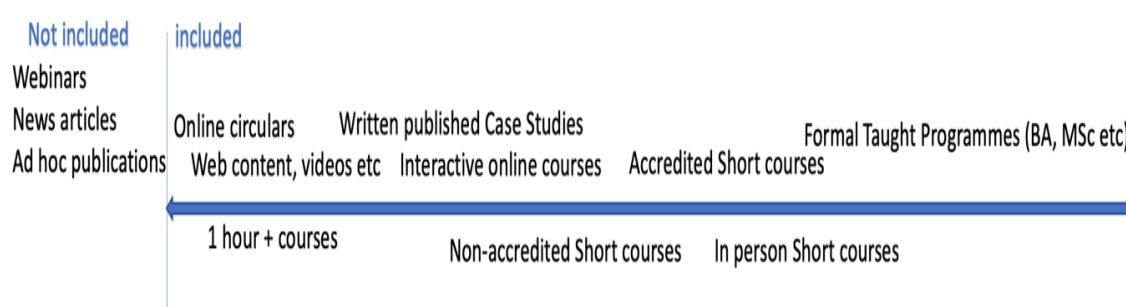 Not included
included
Webinars
News articles
Ad hoc publications
Online circulars
Written published Case Studies
Formal Taught Programmes (BA, MSc etc)
Web content, videos etc
Interactive online courses
Accredited Short courses
1 hour + courses
Non-accredited Short courses
In person Short courses